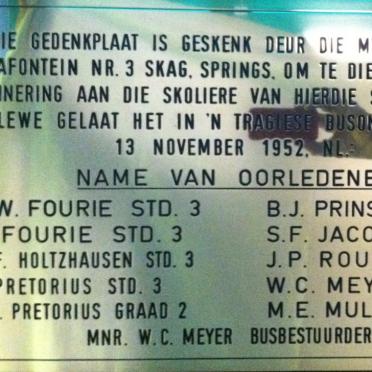 IE GEDENKPLAAT IS GESKENK DEUR DIE M
AFONTEIN NR. 3 SKAG, SPRINGS, OM TE DIE
NNERING AAN DIE SKOLIERE VAN HIERDIE S
LEWE GELAAT HET IN 'N TRAGIESE BUSON
13 NOVEMBER 1952, NL.
NAME VAN OORLEDENE
W. FOURIE STD. 3 B.J. PRINS
FOURIE STD. 3 S.F. JACO
F. HOLTZHAUSEN STD. 3 J.P. ROU
PRETORIUS STD. 3 W.C. MEY
. PRETORIUS GRAAD 2 M.E. MUL
MNR. W.C. MEYER BUSBESTUURDER